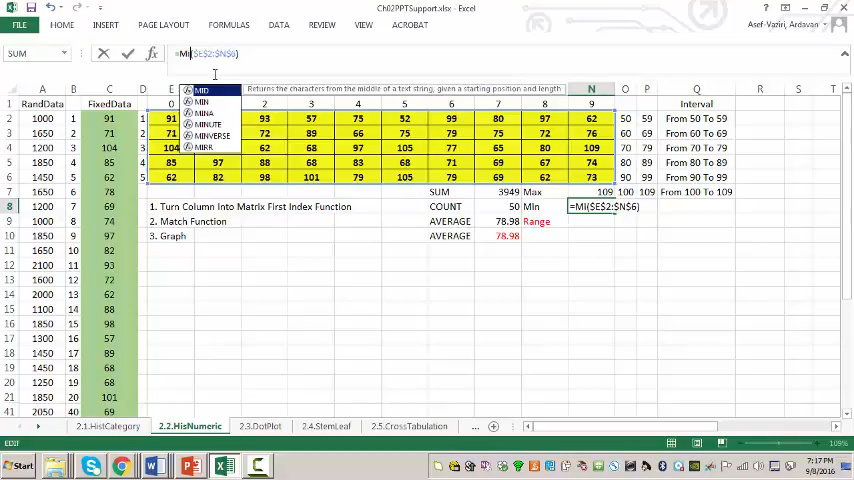 Ch02PPTSupport.xlsx - Excel
FILE HOME INSERT PAGE LAYOUT FORMULAS DATA REVIEW VIEW ACROBAT
Asef-Vaziri, Ardavan
SUM =Mi($E$2:$N$6)
MID Returns the characters from the middle of a text string, given a starting position and length
MIN
MINA
MINUTE
MINVERSE
MIRR
A B C D E N O P Q R S T
1 RandData FixedData 0 2 3 4 5 6 7 8 9 Interval
2 1000 1 91 1 91 93 57 75 52 99 80 97 62 50 59 From 50 To 59
3 1650 2 71 2 71 72 89 66 75 79 75 72 76 60 69 From 60 To 69
4 1200 3 104 3 104 62 68 97 105 77 65 80 109 70 79 From 70 To 79
5 1450 4 85 4 85 97 88 68 83 68 71 69 67 74 80 89 From 80 To 89
6 1450 5 62 5 62 82 98 101 79 105 79 69 62 73 90 99 From 90 To 99
7 1650 6 78 SUM 3949 Max 109 100 109 From 100 To 109
8 1200 7 69 1. Turn Column Into Matrix First Index Function COUNT 50 Min =Mi($E$2:$N$6)
9 1000 8 74 2. Match Function AVERAGE 78.98 Range
10 1850 9 97 3. Graph AVERAGE 78.98
11 1650 10 82
12 2100 11 93
13 1300 12 72
14 2000 13 62
15 1100 14 88
16 1850 15 98
17 1300 16 57
18 1850 17 89
19 1450 18 68
20 1900 19 68
21 1850 20 101
41 2050 40 69
2.1.HistCategory 2.2.HisNumeric 2.3.DotPlot 2.4.StemLeaf 2.5.CrossTabulation ...
EDIT 109%
Start 7:17 PM
9/8/2016